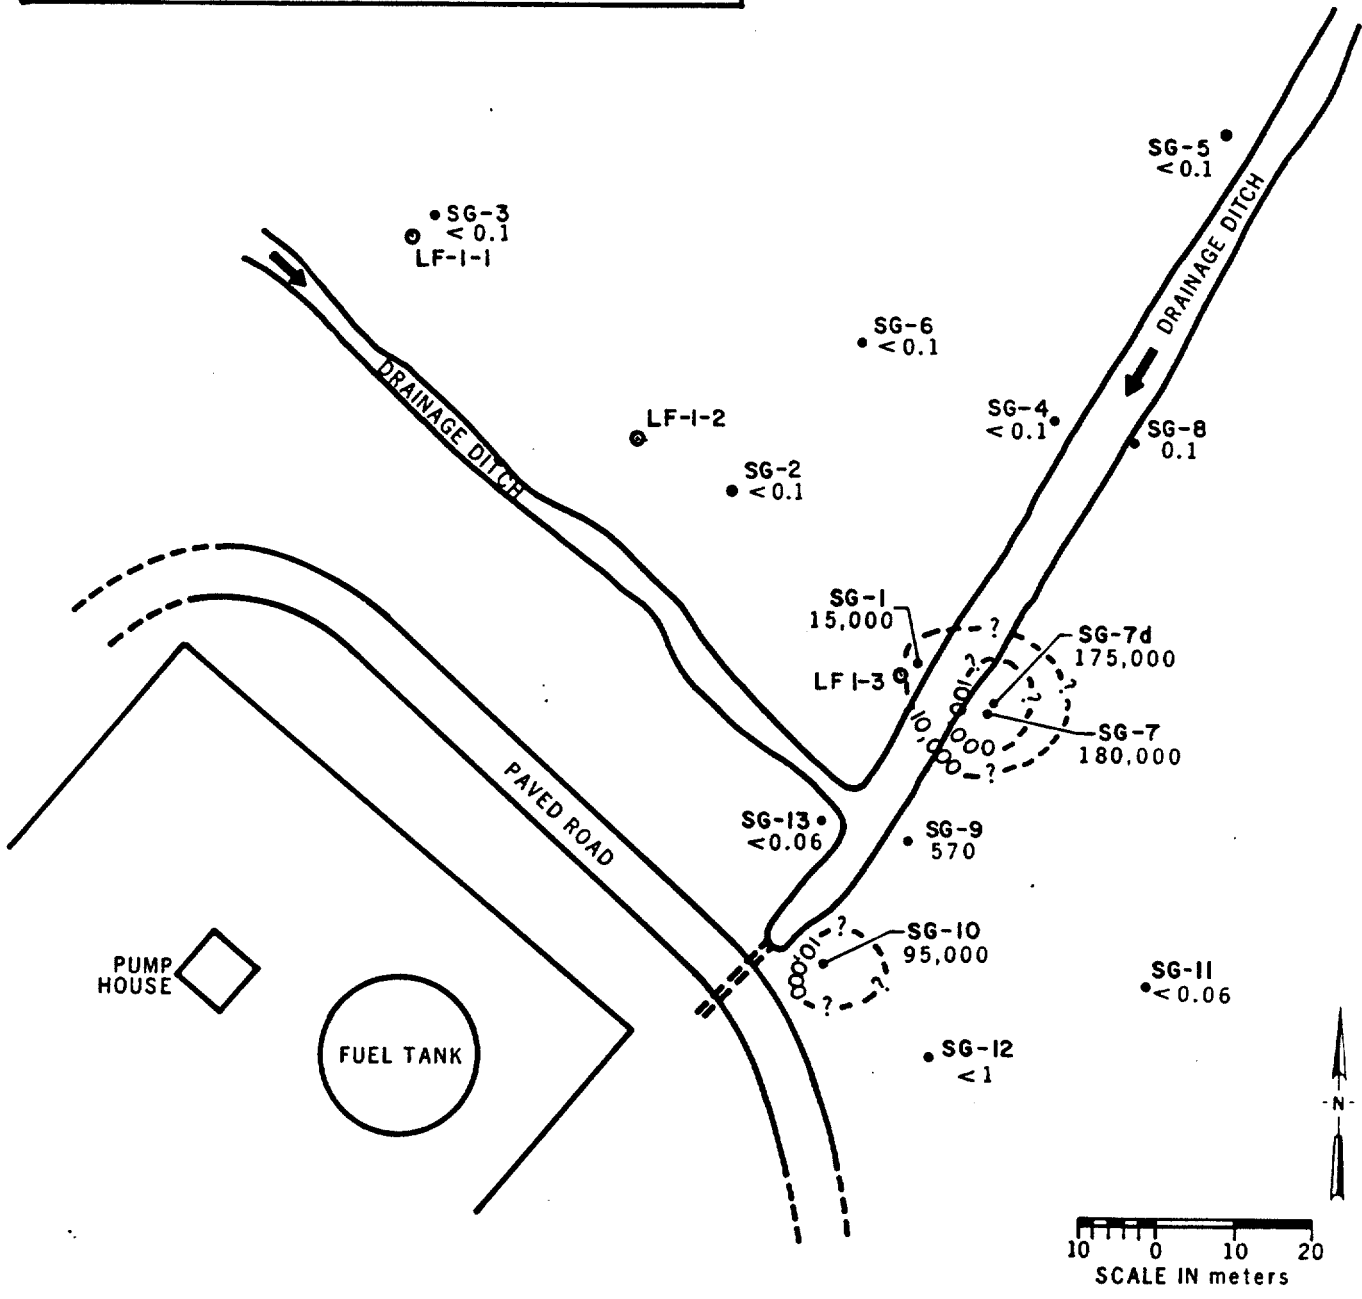 SG-5
< 0.1
DRAINAGE DITCH
SG-3
< 0.1
LF-1-1
SG-6
< 0.1
DRAINAGE DITCH
LF-1-2
SG-4
< 0.1
SG-8
0.1
SG-2
< 0.1
SG-1
15,000
?
SG-7d
175,000
?
?
?
LF 1-3
100,000
10,000
SG-7
180,000
?
PAVED ROAD
SG-13
<0.06
SG-9
570
?
SG-10
95,000
10,000
?
?
PUMP
HOUSE
SG-11
< 0.06
FUEL TANK
SG-12
< 1
-N-
10 0 10 20
SCALE IN meters